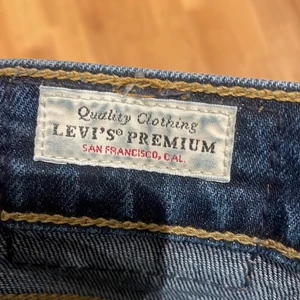 Quality Clothing
LEVI'S® PREMIUM
SAN FRANCISCO, CAL.